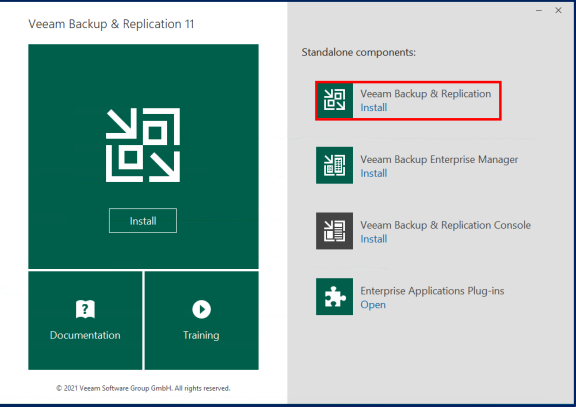 Veeam Backup & Replication 11
Install
Documentation
Training
© 2021 Veeam Software Group GmbH. All rights reserved.
Standalone components:
Veeam Backup & Replication
Install
Veeam Backup Enterprise Manager
Install
Veeam Backup & Replication Console
Install
Enterprise Applications Plug-ins
Open